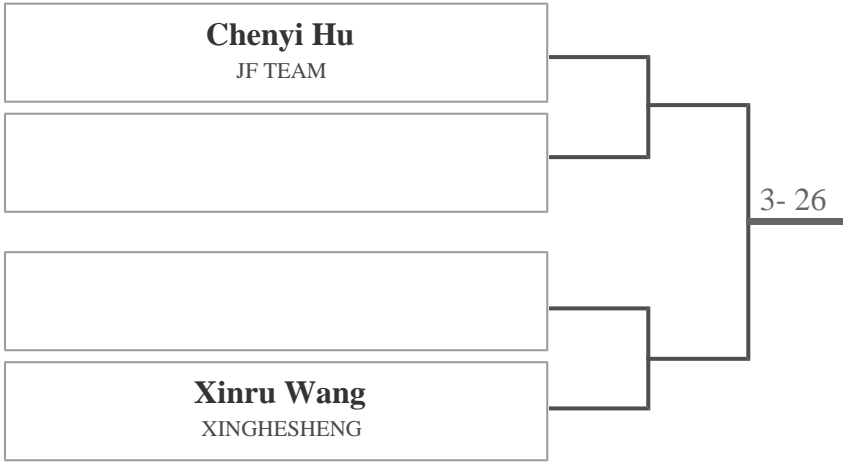 Chenyi Hu
JF TEAM
3- 26
Xinru Wang
XINGHESHENG